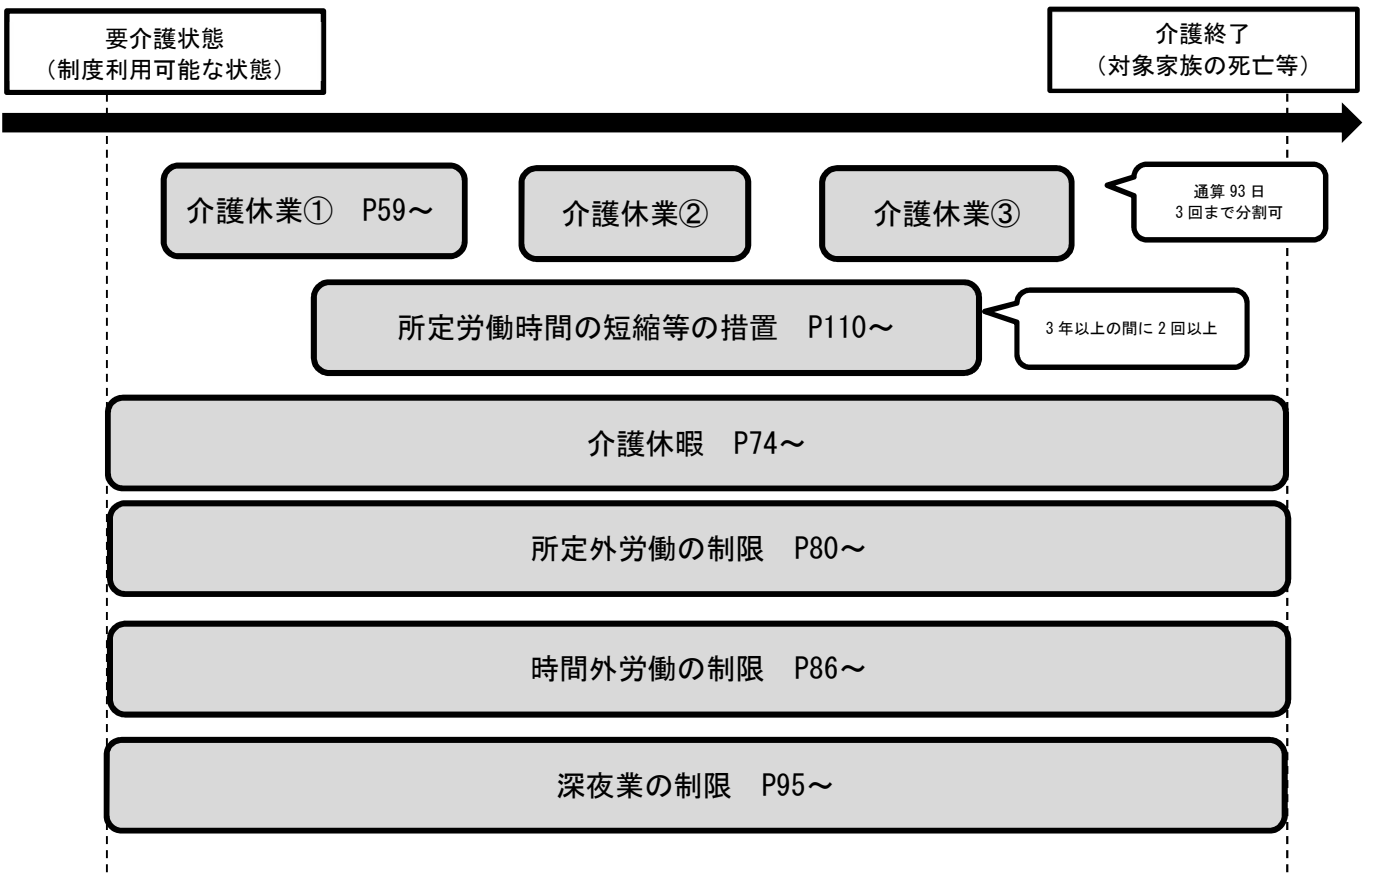 要介護状態
（制度利用可能な状態）
介護終了
（対象家族の死亡等）
介護休業①　P59～
介護休業②
介護休業③
通算 93 日
3 回まで分割可
所定労働時間の短縮等の措置　P110～
3 年以上の間に 2 回以上
介護休暇　P74～
所定外労働の制限　P80～
時間外労働の制限　P86～
深夜業の制限　P95～